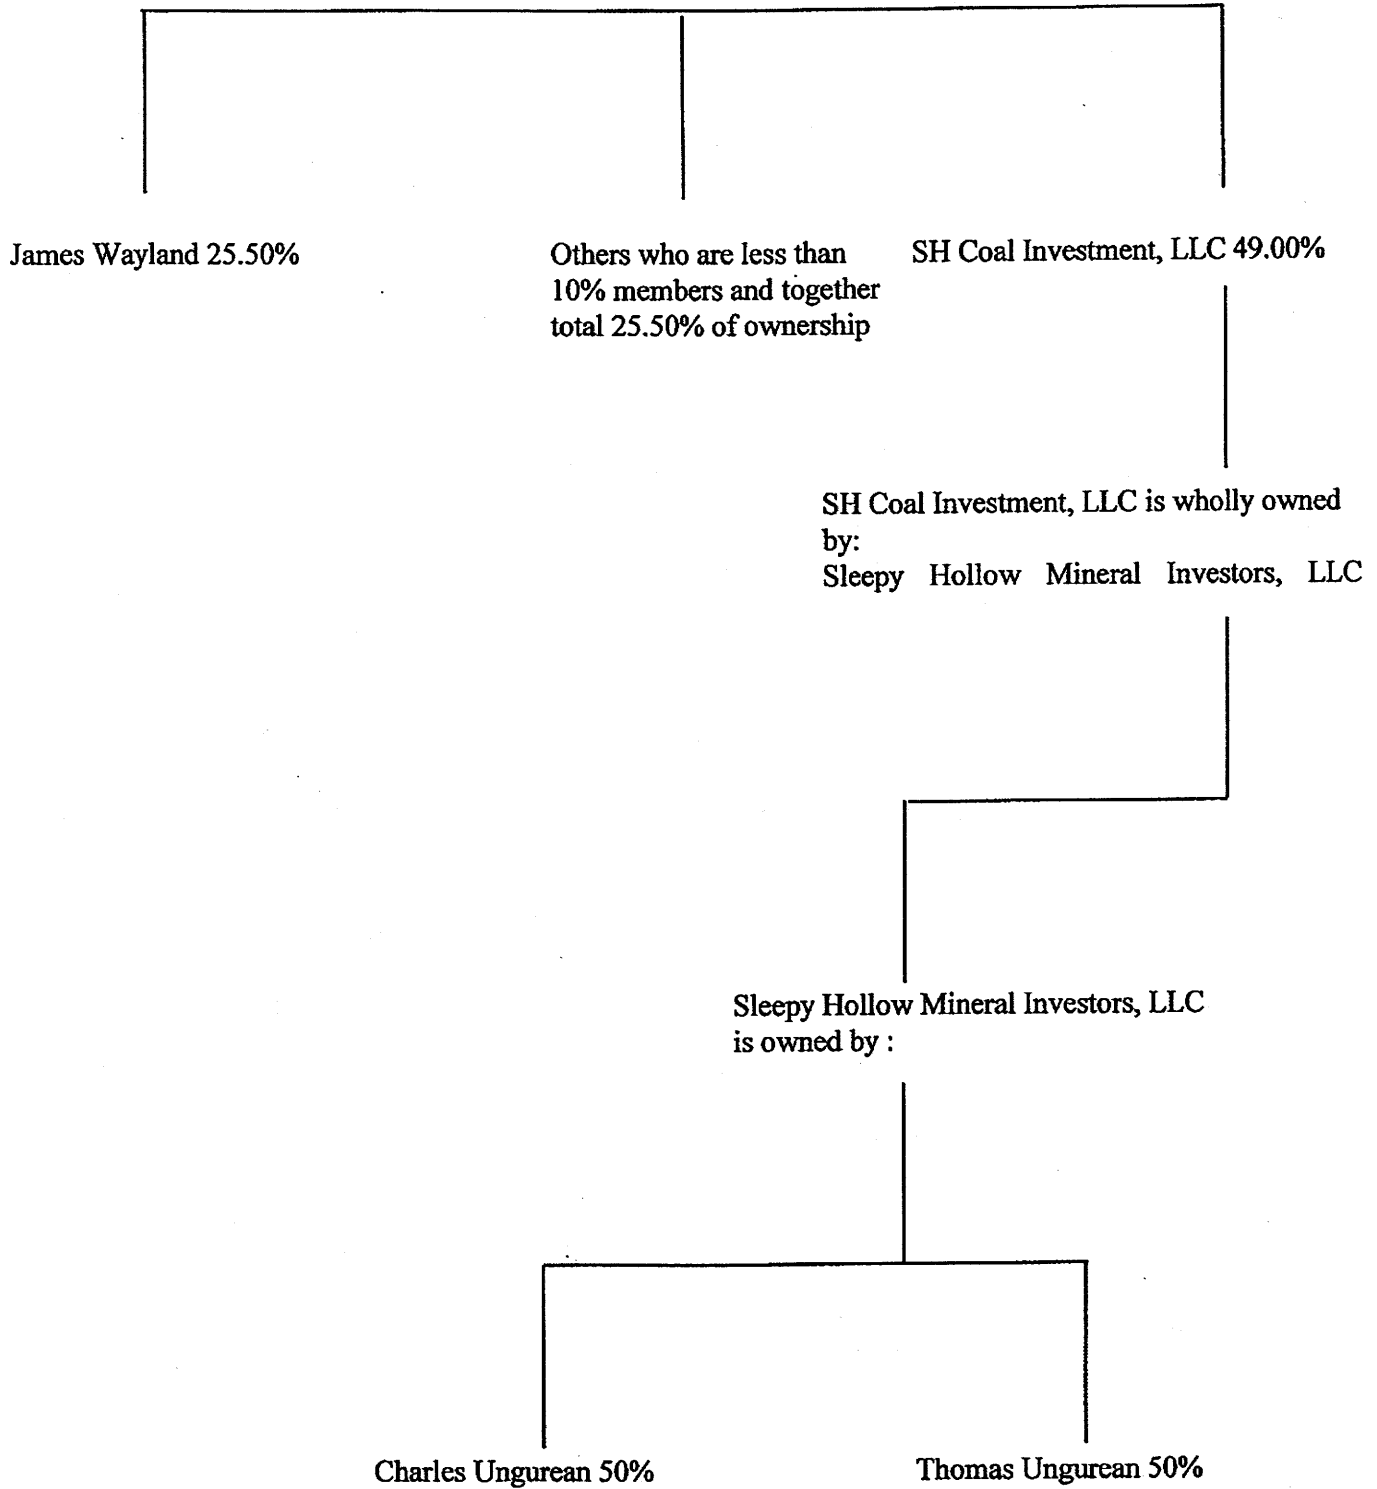 James Wayland 25.50%
Others who are less than
10% members and together
total 25.50% of ownership
SH Coal Investment, LLC 49.00%
SH Coal Investment, LLC is wholly owned
by:
Sleepy Hollow Mineral Investors, LLC
Sleepy Hollow Mineral Investors, LLC
is owned by :
Charles Ungurean 50%
Thomas Ungurean 50%